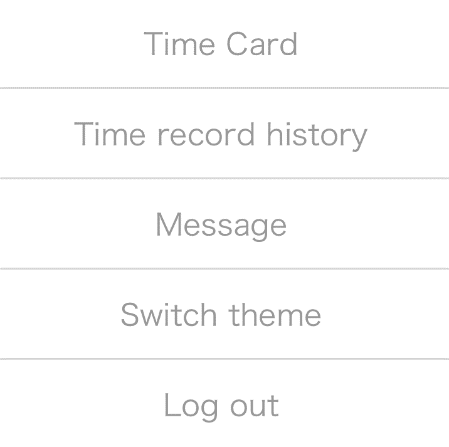 Time Card
Time record history
Message
Switch theme
Log out